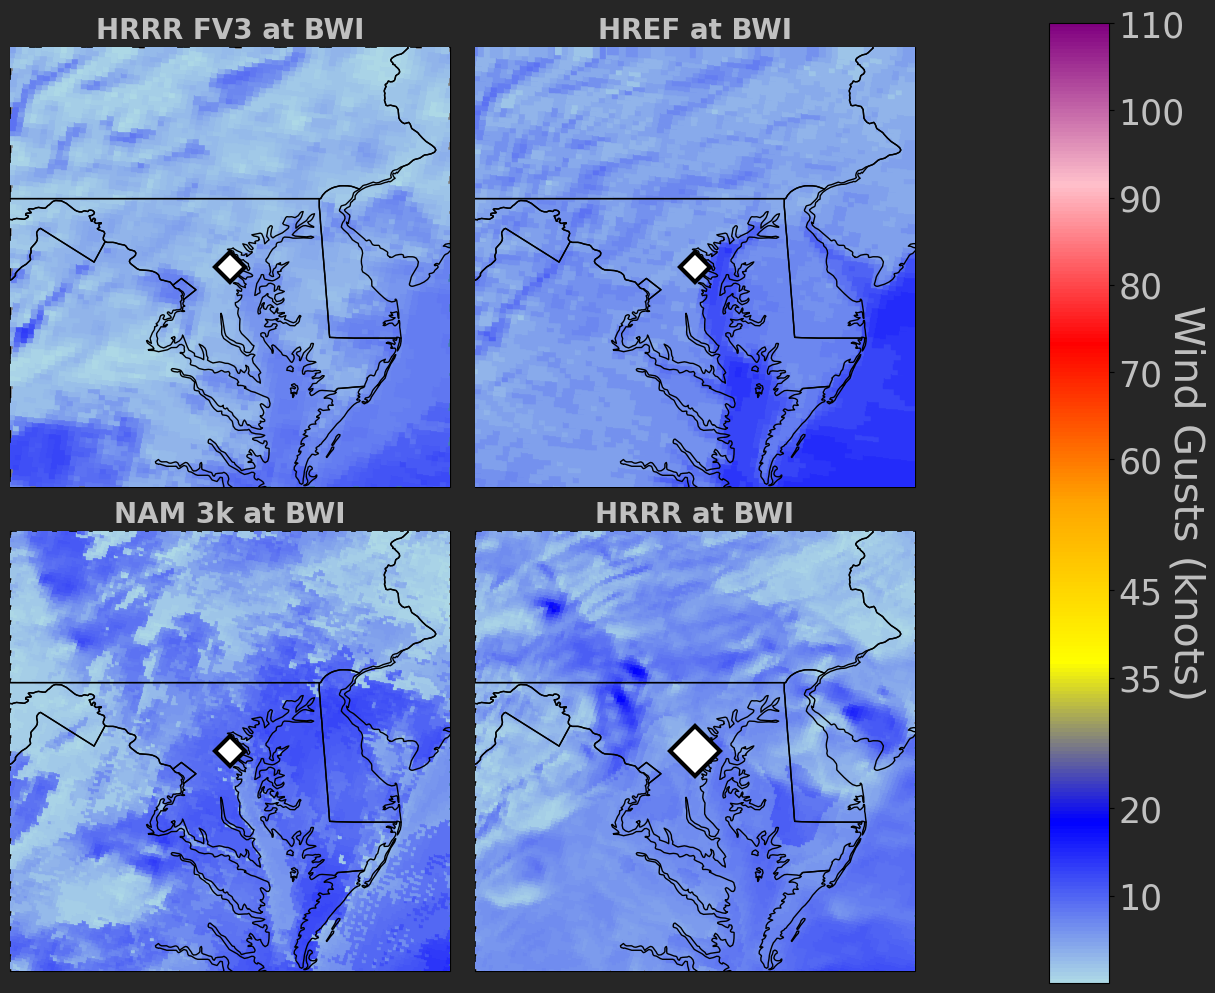 HRRR FV3 at BWI
HREF at BWI
NAM 3k at BWI
HRRR at BWI
110
100
90
80
70
60
45
35
20
10
Wind Gusts (knots)